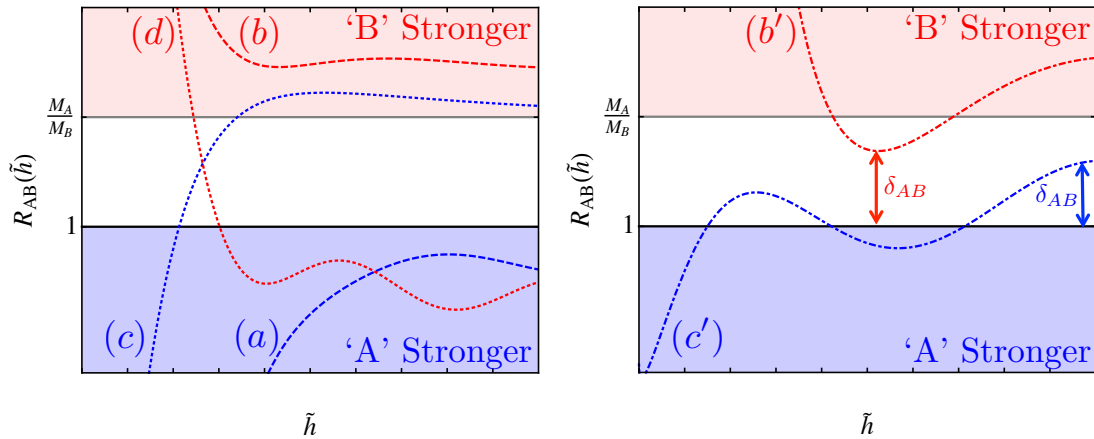 (d) (b) 'B' Stronger
M_A
M_B
R_AB(h̃)
1
(c) (a) 'A' Stronger
h̃
(b′) 'B' Stronger
M_A
M_B
R_AB(h̃)
δ_AB
δ_AB
1
(c′) 'A' Stronger
h̃